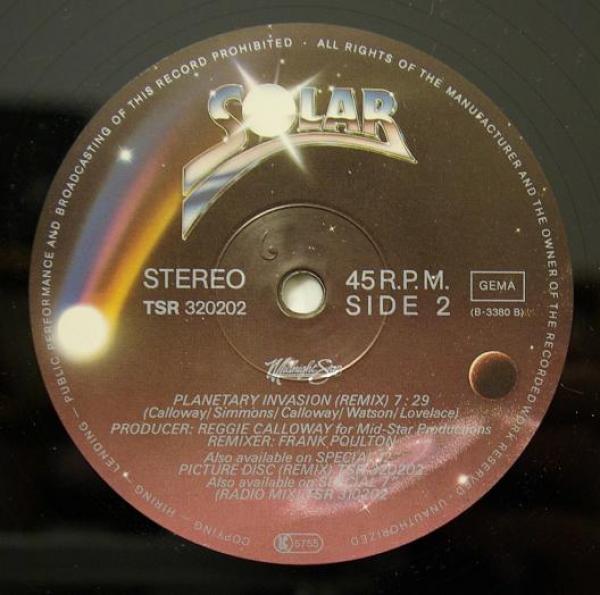 LENDING — PUBLIC PERFORMANCE AND BROADCASTING OF THIS RECORD PROHIBITED · ALL RIGHTS OF THE MANUFACTURER AND THE OWNER OF THE RECORDED WORK RESERVED · UNAUTHORIZED COPYING — HIRING —
SOLAR
STEREO
TSR 320202
45 R.P.M.
SIDE 2
GEMA
(B-3380 B)
Midnight Star
PLANETARY INVASION (REMIX) 7:29
(Calloway/Simmons/Calloway/Watson/Lovelace)
PRODUCER: REGGIE CALLOWAY for Mid-Star Productions
REMIXER: FRANK POULTON
Also available on SPECIAL 12"
PICTURE DISC (REMIX) TSR 320202
Also available on SPECIAL 7"
(RADIO MIX) TSR 310202
K 5755